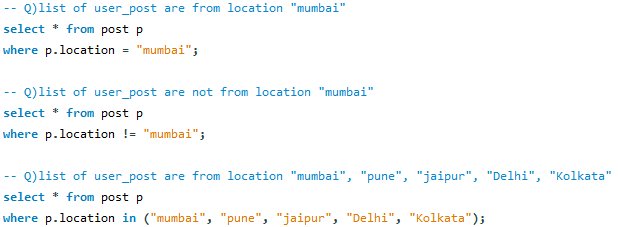 -- Q)list of user_post are from location "mumbai"
select * from post p
where p.location = "mumbai";
-- Q)list of user_post are not from location "mumbai"
select * from post p
where p.location != "mumbai";
-- Q)list of user_post are from location "mumbai", "pune", "jaipur", "Delhi", "Kolkata"
select * from post p
where p.location in ("mumbai", "pune", "jaipur", "Delhi", "Kolkata");